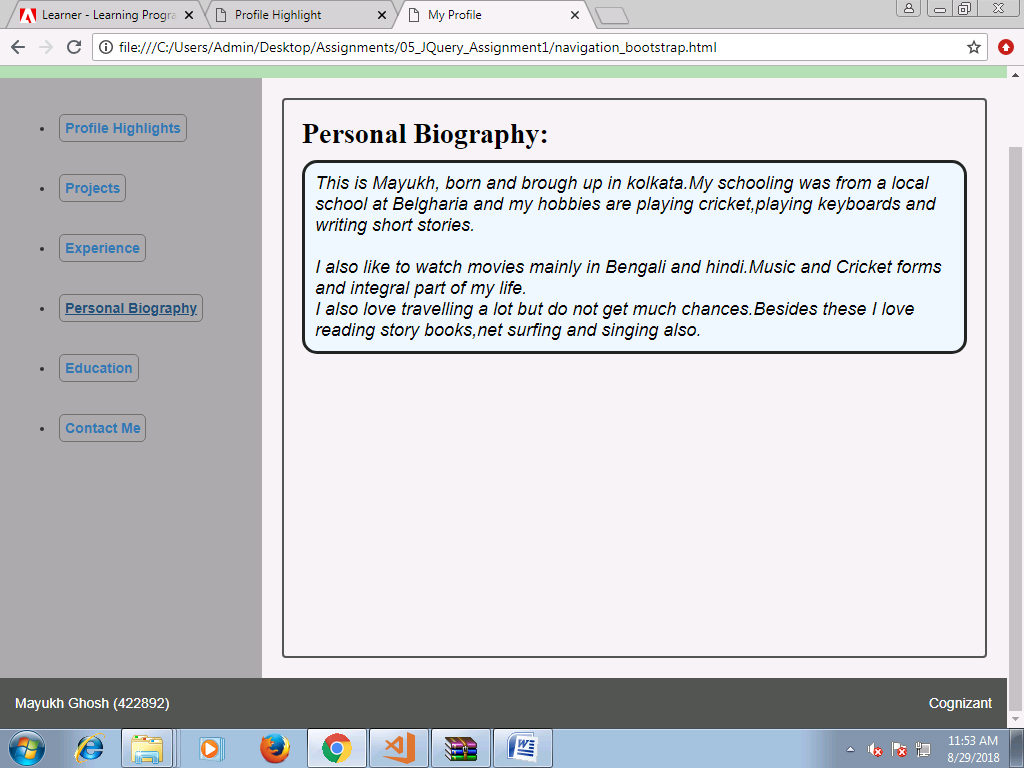 Learner - Learning Progra
Profile Highlight
My Profile
file:///C:/Users/Admin/Desktop/Assignments/05_JQuery_Assignment1/navigation_bootstrap.html
Profile Highlights
Projects
Experience
Personal Biography
Education
Contact Me
Personal Biography:
This is Mayukh, born and brough up in kolkata.My schooling was from a local
school at Belgharia and my hobbies are playing cricket,playing keyboards and
writing short stories.
I also like to watch movies mainly in Bengali and hindi.Music and Cricket forms
and integral part of my life.
I also love travelling a lot but do not get much chances.Besides these I love
reading story books,net surfing and singing also.
Mayukh Ghosh (422892)
Cognizant
11:53 AM
8/29/2018